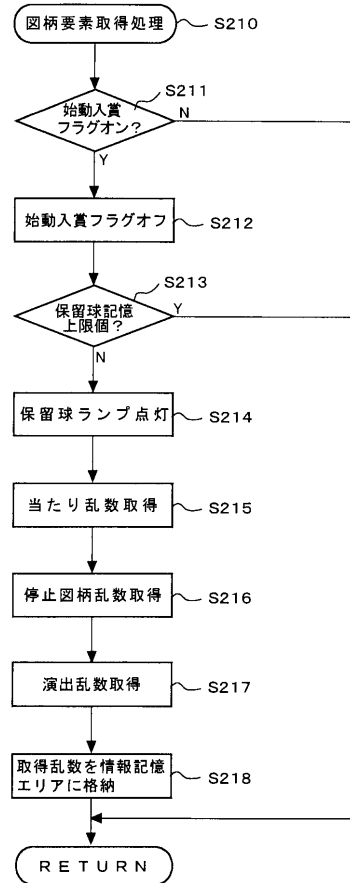 図柄要素取得処理 S210
S211
始動入賞
フラグオン？
N
Y
始動入賞フラグオフ S212
S213
保留球記憶
上限個？
Y
N
保留球ランプ点灯 S214
当たり乱数取得 S215
停止図柄乱数取得 S216
演出乱数取得 S217
取得乱数を情報記憶
エリアに格納
S218
RETURN